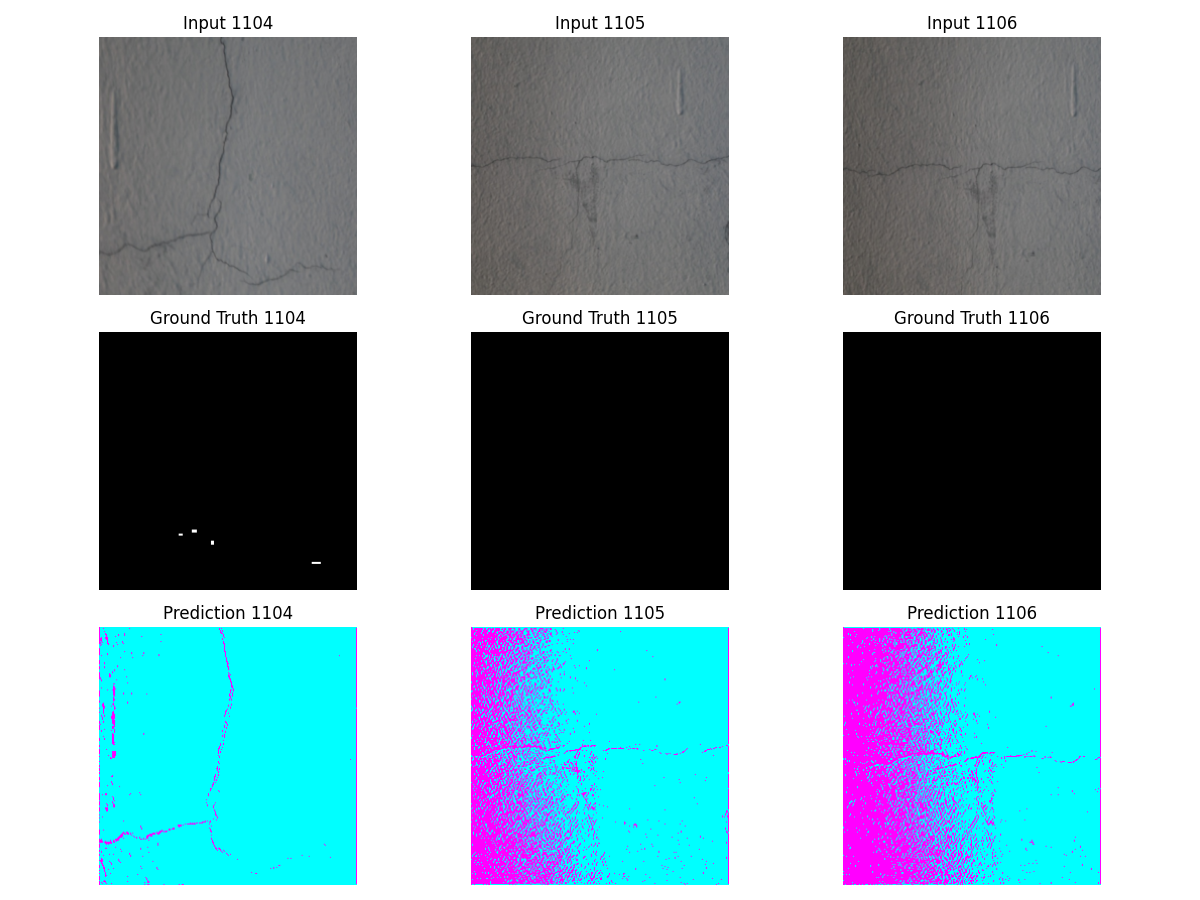 Input 1104
Input 1105
Input 1106
Ground Truth 1104
Ground Truth 1105
Ground Truth 1106
Prediction 1104
Prediction 1105
Prediction 1106